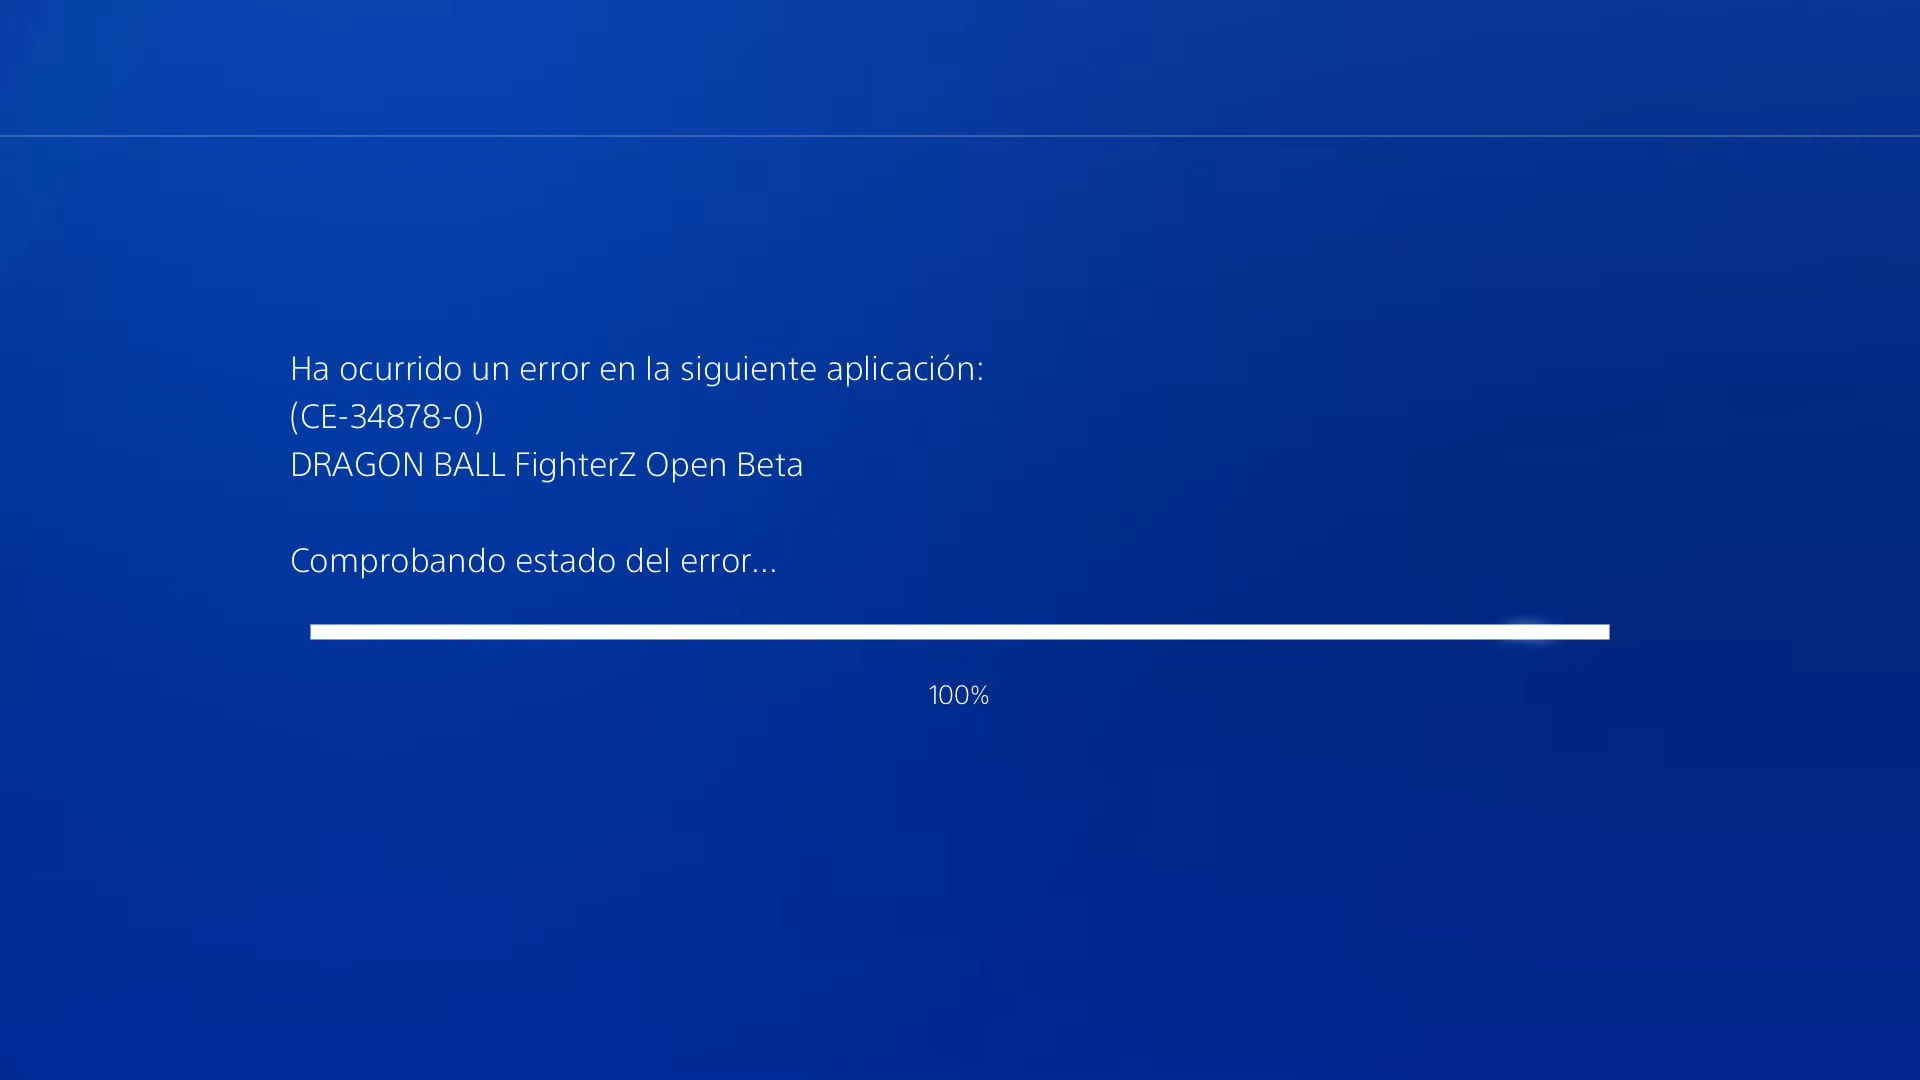 Ha ocurrido un error en la siguiente aplicación:
(CE-34878-0)
DRAGON BALL FighterZ Open Beta
Comprobando estado del error...
100%